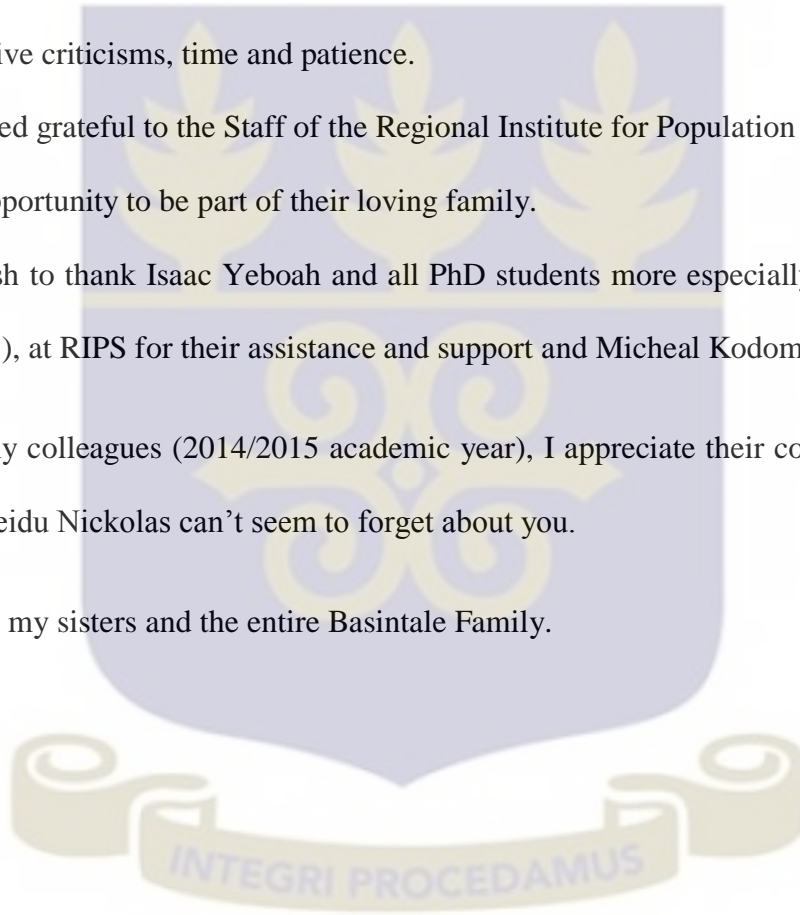 ive criticisms, time and patience.
ed grateful to the Staff of the Regional Institute for Population
portunity to be part of their loving family.
sh to thank Isaac Yeboah and all PhD students more especially
), at RIPS for their assistance and support and Micheal Kodom
y colleagues (2014/2015 academic year), I appreciate their co
eidu Nickolas can't seem to forget about you.
my sisters and the entire Basintale Family.
INTEGRI PROCEDAMUS